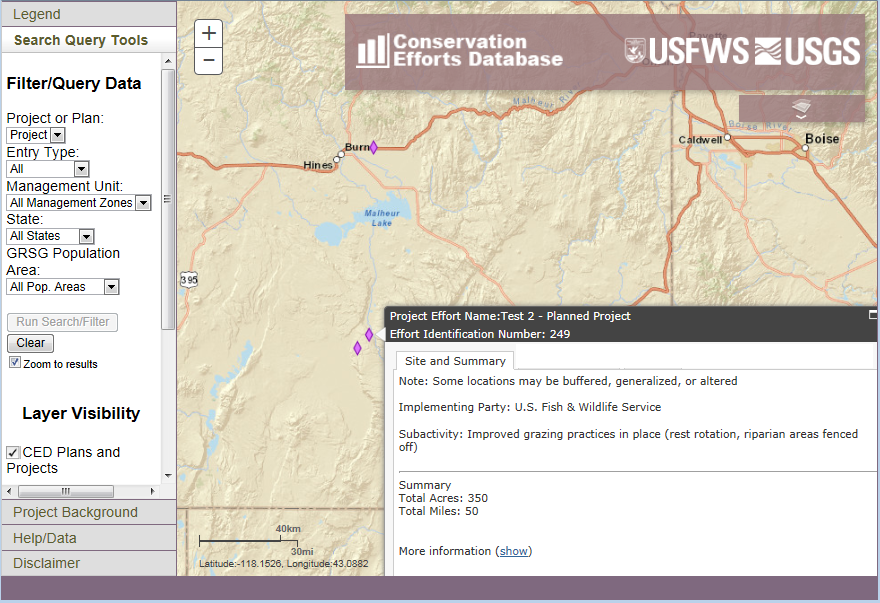 Legend
Search Query Tools
Filter/Query Data
Project or Plan:
Project
Entry Type:
All
Management Unit:
All Management Zones
State:
All States
GRSG Population
Area:
All Pop. Areas
Run Search/Filter
Clear
Zoom to results
Layer Visibility
CED Plans and
Projects
Project Background
Help/Data
Disclaimer
+
−
Conservation
Efforts Database
USFWS USGS
Payette
Malheur River
Boise River
Burn
Hines
Caldwell
Boise
Malheur
Lake
395
Project Effort Name:Test 2 - Planned Project
Effort Identification Number: 249
Site and Summary
Note: Some locations may be buffered, generalized, or altered
Implementing Party: U.S. Fish & Wildlife Service
Subactivity: Improved grazing practices in place (rest rotation, riparian areas fenced
off)
Summary
Total Acres: 350
Total Miles: 50
More information (show)
40km
30mi
Latitude:-118.1526, Longitude:43.0882